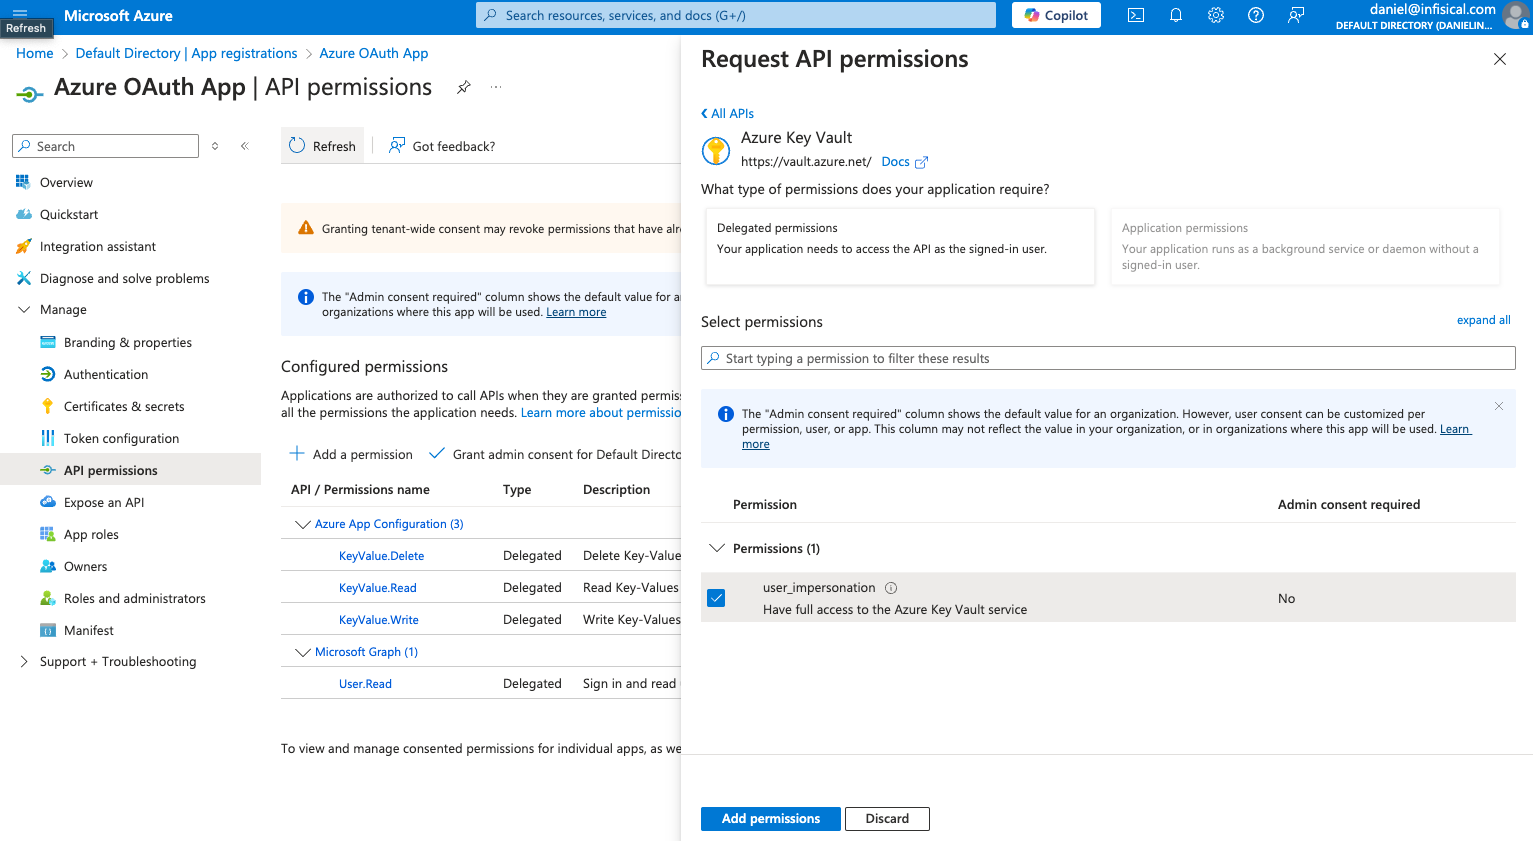 Microsoft Azure
Search resources, services, and docs (G+/)
Copilot
daniel@infisical.com
DEFAULT DIRECTORY (DANIELIN...
Refresh
Home > Default Directory | App registrations > Azure OAuth App
Azure OAuth App | API permissions
Search
Overview
Quickstart
Integration assistant
Diagnose and solve problems
Manage
Branding & properties
Authentication
Certificates & secrets
Token configuration
API permissions
Expose an API
App roles
Owners
Roles and administrators
Manifest
Support + Troubleshooting
Refresh
Got feedback?
Granting tenant-wide consent may revoke permissions that have alr
The "Admin consent required" column shows the default value for a
organizations where this app will be used. Learn more
Configured permissions
Applications are authorized to call APIs when they are granted permis
all the permissions the application needs. Learn more about permissio
Add a permission
Grant admin consent for Default Directo
API / Permissions name Type Description
Azure App Configuration (3)
KeyValue.Delete Delegated Delete Key-Value
KeyValue.Read Delegated Read Key-Values
KeyValue.Write Delegated Write Key-Values
Microsoft Graph (1)
User.Read Delegated Sign in and read
To view and manage consented permissions for individual apps, as we
Request API permissions
All APIs
Azure Key Vault
https://vault.azure.net/ Docs
What type of permissions does your application require?
Delegated permissions
Your application needs to access the API as the signed-in user.
Application permissions
Your application runs as a background service or daemon without a
signed-in user.
Select permissions
expand all
Start typing a permission to filter these results
The "Admin consent required" column shows the default value for an organization. However, user consent can be customized per
permission, user, or app. This column may not reflect the value in your organization, or in organizations where this app will be used. Learn
more
Permission Admin consent required
Permissions (1)
user_impersonation
Have full access to the Azure Key Vault service
No
Add permissions
Discard